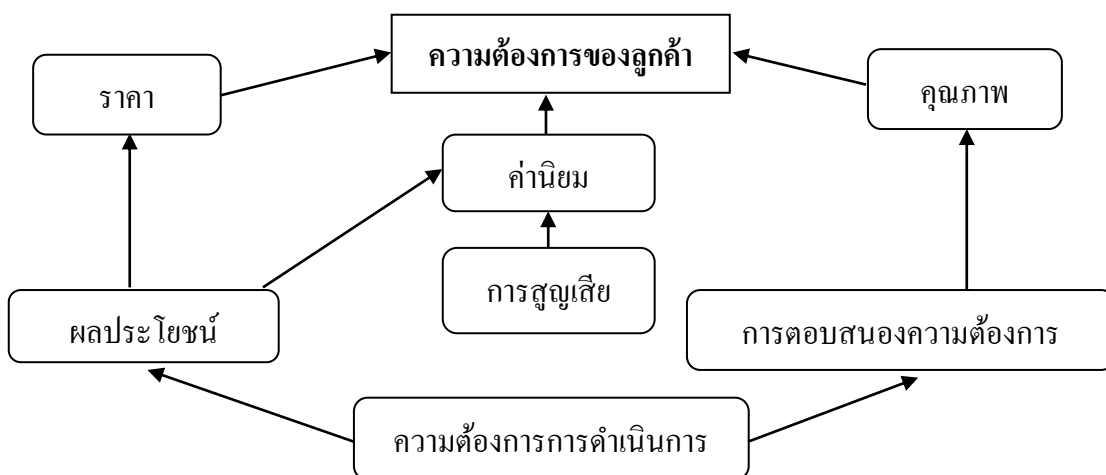 ความต้องการของลูกค้า
ราคา
คุณภาพ
ค่านิยม
การสูญเสีย
ผลประโยชน์
การตอบสนองความต้องการ
ความต้องการการดำเนินการ